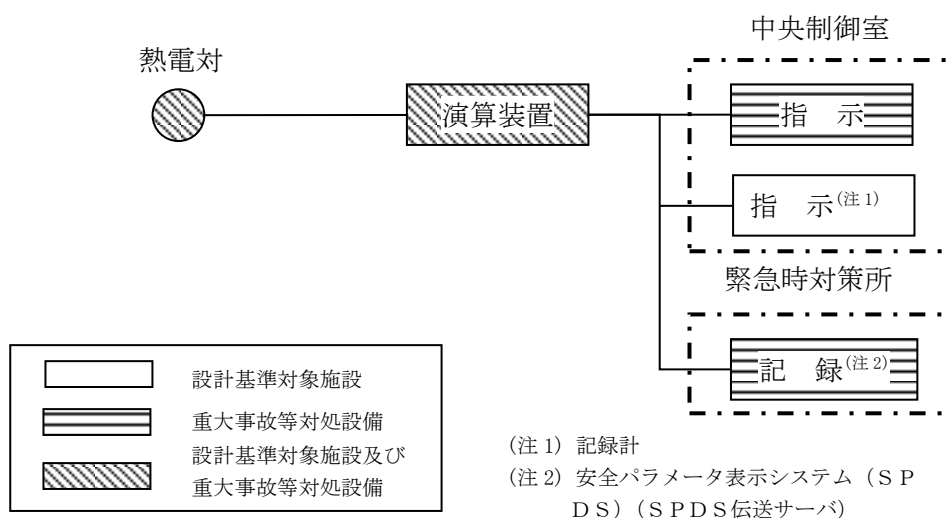 中央制御室
熱電対
演算装置
指　示
指　示(注1)
緊急時対策所
記　録(注2)
設計基準対象施設
重大事故等対処設備
設計基準対象施設及び
重大事故等対処設備
(注1) 記録計
(注2) 安全パラメータ表示システム（ＳＰ
ＤＳ）（ＳＰＤＳ伝送サーバ）